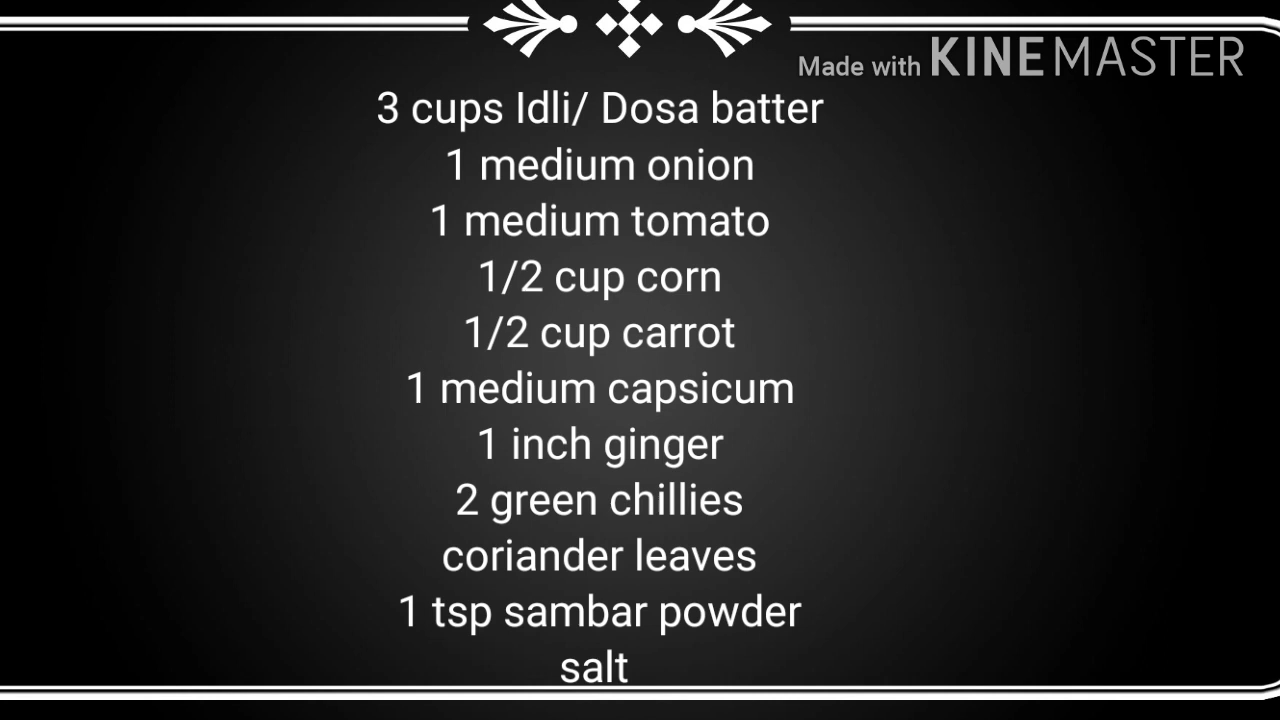 Made with KINEMASTER
3 cups Idli/ Dosa batter
1 medium onion
1 medium tomato
1/2 cup corn
1/2 cup carrot
1 medium capsicum
1 inch ginger
2 green chillies
coriander leaves
1 tsp sambar powder
salt